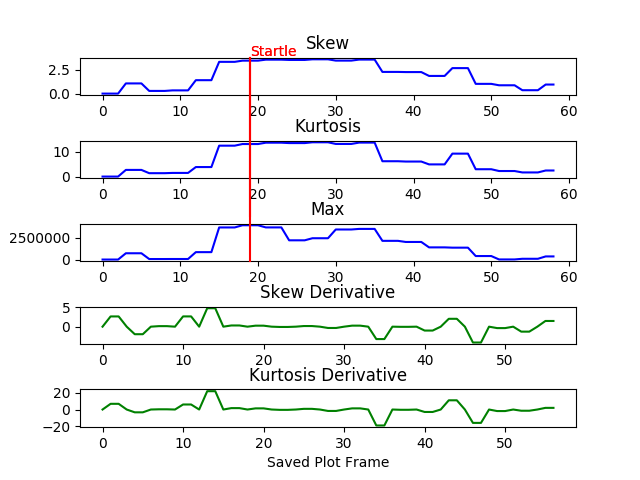 Skew
Startle
2.5
0.0
0 10 20 30 40 50 60
Kurtosis
10
0
0 10 20 30 40 50 60
Max
2500000
0
0 10 20 30 40 50 60
Skew Derivative
5
0
0 10 20 30 40 50
Kurtosis Derivative
20
0
−20
0 10 20 30 40 50
Saved Plot Frame